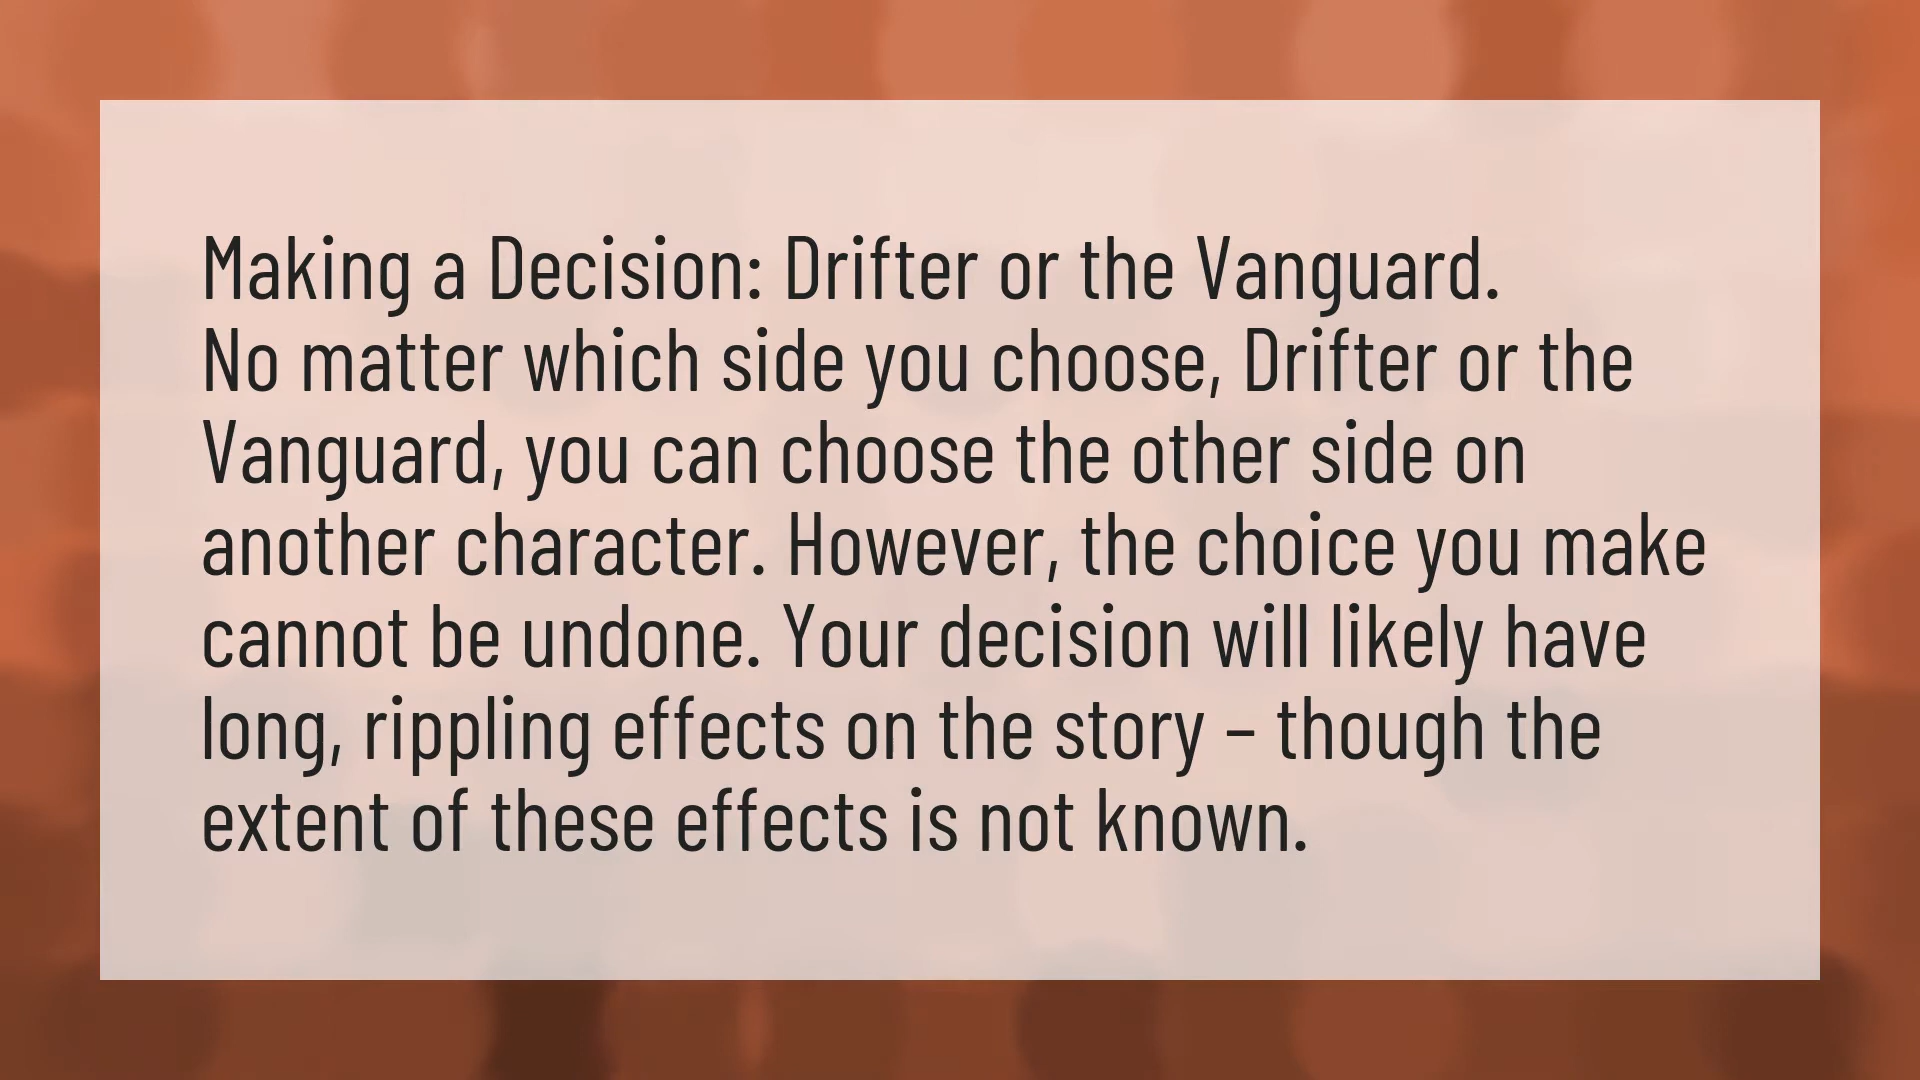 Making a Decision: Drifter or the Vanguard.
No matter which side you choose, Drifter or the
Vanguard, you can choose the other side on
another character. However, the choice you make
cannot be undone. Your decision will likely have
long, rippling effects on the story – though the
extent of these effects is not known.